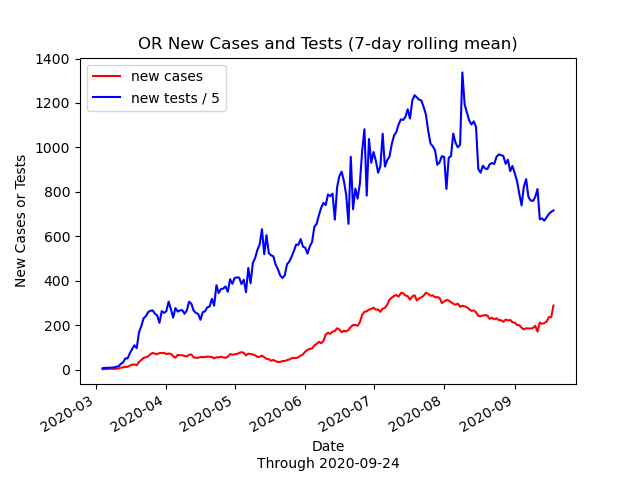 OR New Cases and Tests (7-day rolling mean)
new cases
new tests / 5
1400
1200
1000
800
600
400
200
0
New Cases or Tests
2020-03
2020-04
2020-05
2020-06
2020-07
2020-08
2020-09
Date
Through 2020-09-24